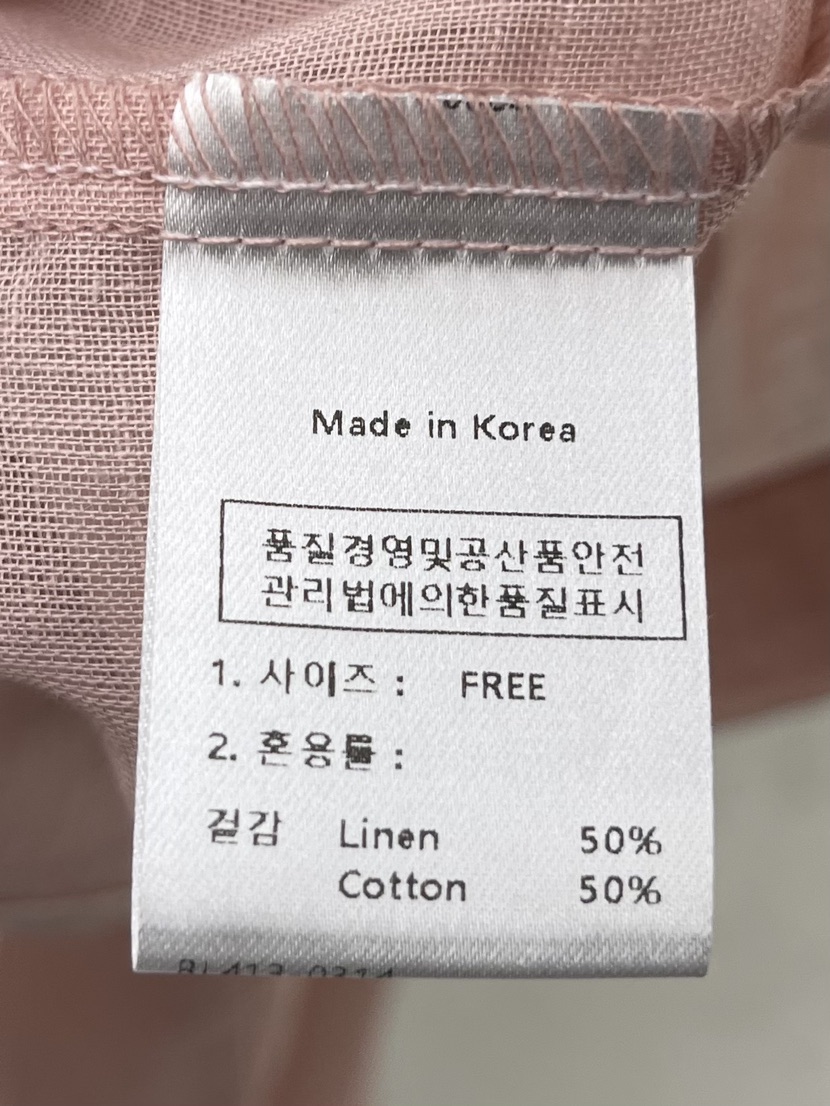 Made in Korea
품질경영및공산품안전
관리법에의한품질표시
1. 사이즈 : FREE
2. 혼용률 :
겉감 Linen 50%
Cotton 50%